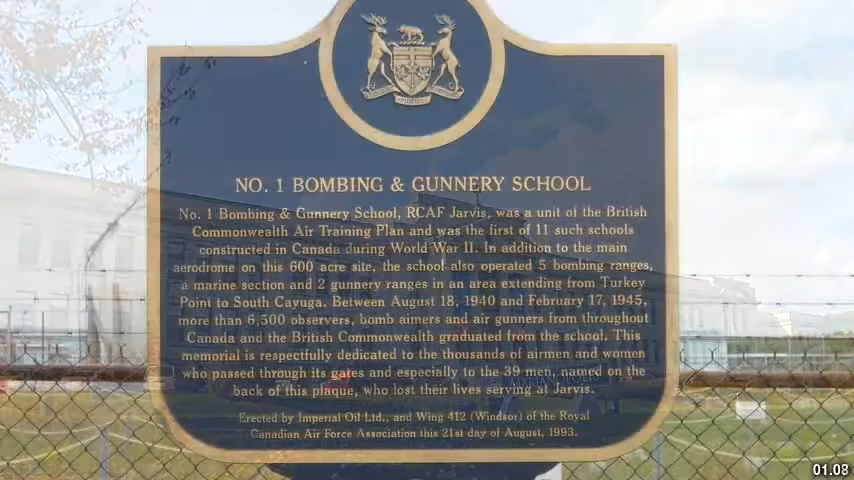 NO. 1 BOMBING & GUNNERY SCHOOL
No. 1 Bombing & Gunnery School, RCAF Jarvis, was a unit of the British
Commonwealth Air Training Plan and was the first of 11 such schools
constructed in Canada during World War II. In addition to the main
aerodrome on this 600 acre site, the school also operated 5 bombing ranges,
a marine section and 2 gunnery ranges in an area extending from Turkey
Point to South Cayuga. Between August 18, 1940 and February 17, 1945,
more than 6,500 observers, bomb aimers and air gunners from throughout
Canada and the British Commonwealth graduated from the school. This
memorial is respectfully dedicated to the thousands of airmen and women
who passed through its gates and especially to the 39 men, named on the
back of this plaque, who lost their lives serving at Jarvis.
Erected by Imperial Oil Ltd., and Wing 412 (Windsor) of the Royal
Canadian Air Force Association this 21st day of August, 1993.
01.08